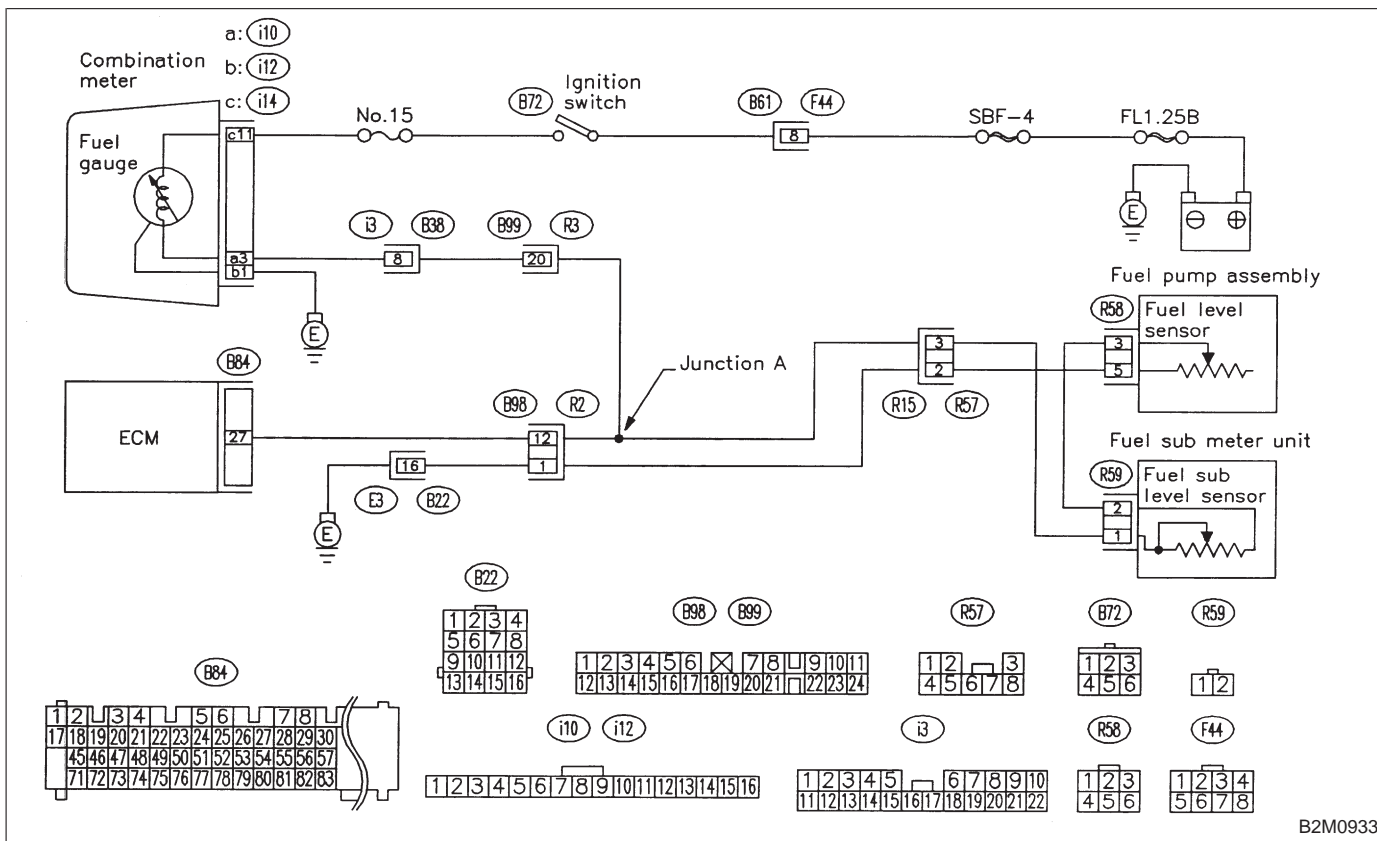 a: i10
Combination meter
b: i12
c: i14
Fuel gauge
c11
No.15
B72
Ignition switch
B61
F44
8
SBF-4
FL1.25B
E
⊖ ⊕
a3
b1
i3
B38
8
B99
R3
20
E
Fuel pump assembly
R58
Fuel level sensor
3
5
B84
ECM
27
Junction A
B98
R2
12
1
E3
B22
16
E
R15
R57
3
2
Fuel sub meter unit
R59
Fuel sub level sensor
2
1
B22
1 2 3 4
5 6 7 8
9 10 11 12
13 14 15 16
B98 B99
1 2 3 4 5 6 7 8 9 10 11
12 13 14 15 16 17 18 19 20 21 22 23 24
R57
1 2 3
4 5 6 7 8
B72
1 2 3
4 5 6
R59
1 2
B84
1 2 3 4 5 6 7 8
17 18 19 20 21 22 23 24 25 26 27 28 29 30
45 46 47 48 49 50 51 52 53 54 55 56 57
71 72 73 74 75 76 77 78 79 80 81 82 83
i10 i12
1 2 3 4 5 6 7 8 9 10 11 12 13 14 15 16
i3
1 2 3 4 5 6 7 8 9 10
11 12 13 14 15 16 17 18 19 20 21 22
R58
1 2 3
4 5 6
F44
1 2 3 4
5 6 7 8
B2M0933